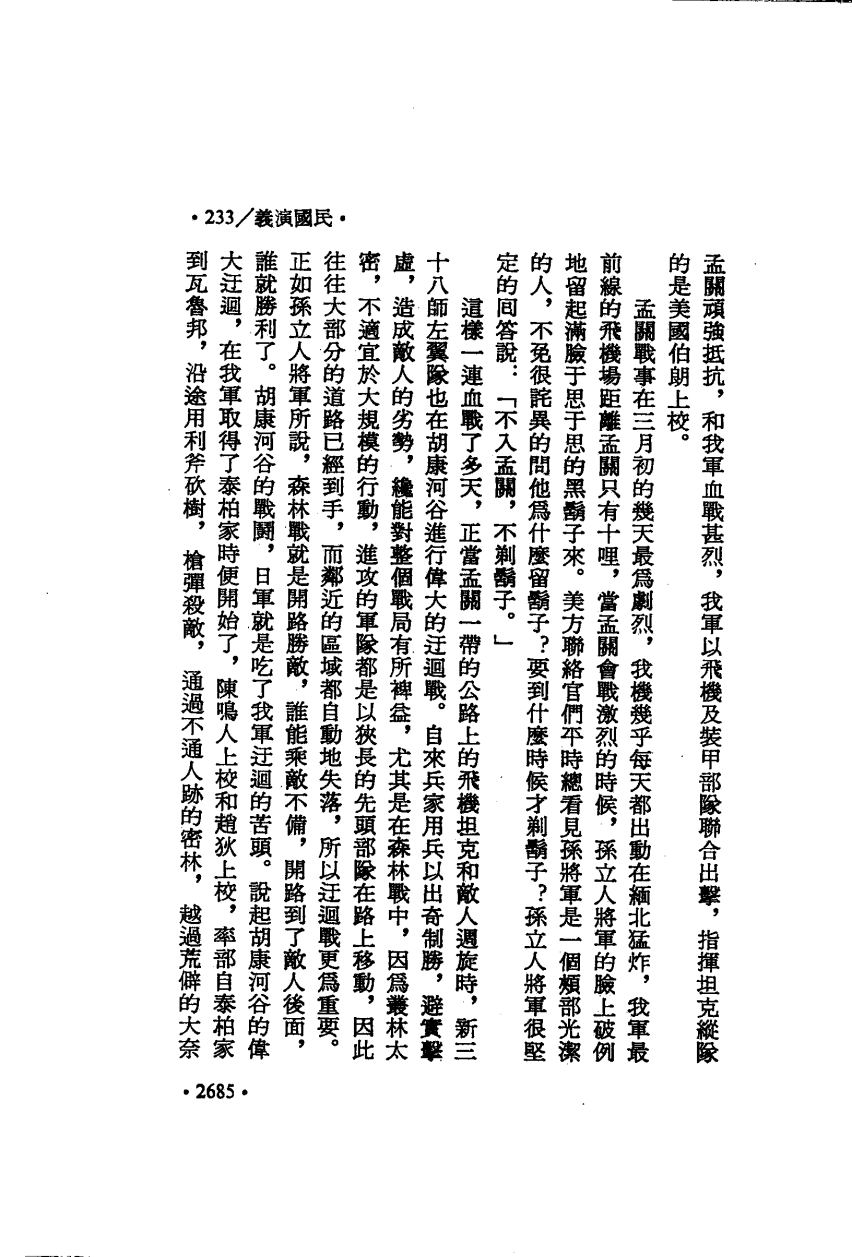 •233／義演國民•
孟關頑強抵抗，和我軍血戰甚烈，我軍以飛機及裝甲部隊聯合出擊，指揮坦克縱隊
的是美國伯朗上校。
孟關戰事在三月初的幾天最爲劇烈，我機幾乎每天都出動在緬北猛炸，我軍最
前線的飛機場距離孟關只有十哩，當孟關會戰激烈的時候，孫立人將軍的臉上破例
地留起滿臉于思于思的黑鬍子來。美方聯絡官們平時總看見孫將軍是一個頰部光潔
的人，不免很詫異的問他爲什麼留鬍子？要到什麼時候才剃鬍子？孫立人將軍很堅
定的回答說：「不入孟關，不剃鬍子。」
這樣一連血戰了多天，正當孟關一帶的公路上的飛機坦克和敵人週旋時，新三
十八師左翼隊也在胡康河谷進行偉大的迂迴戰。自來兵家用兵以出奇制勝，避實擊
虛，造成敵人的劣勢，纔能對整個戰局有所裨益，尤其是在森林戰中，因爲叢林太
密，不適宜於大規模的行動，進攻的軍隊都是以狹長的先頭部隊在路上移動，因此
往往大部分的道路已經到手，而鄰近的區域都自動地失落，所以迂迴戰更爲重要。
正如孫立人將軍所說，森林戰就是開路勝敵，誰能乘敵不備，開路到了敵人後面，
誰就勝利了。胡康河谷的戰鬪，日軍就是吃了我軍迂迴的苦頭。說起胡康河谷的偉
大迂迴，在我軍取得了泰柏家時便開始了，陳鳴人上校和趙狄上校，率部自泰柏家
到瓦魯邦，沿途用利斧砍樹，槍彈殺敵，通過不通人跡的密林，越過荒僻的大奈
•2685•